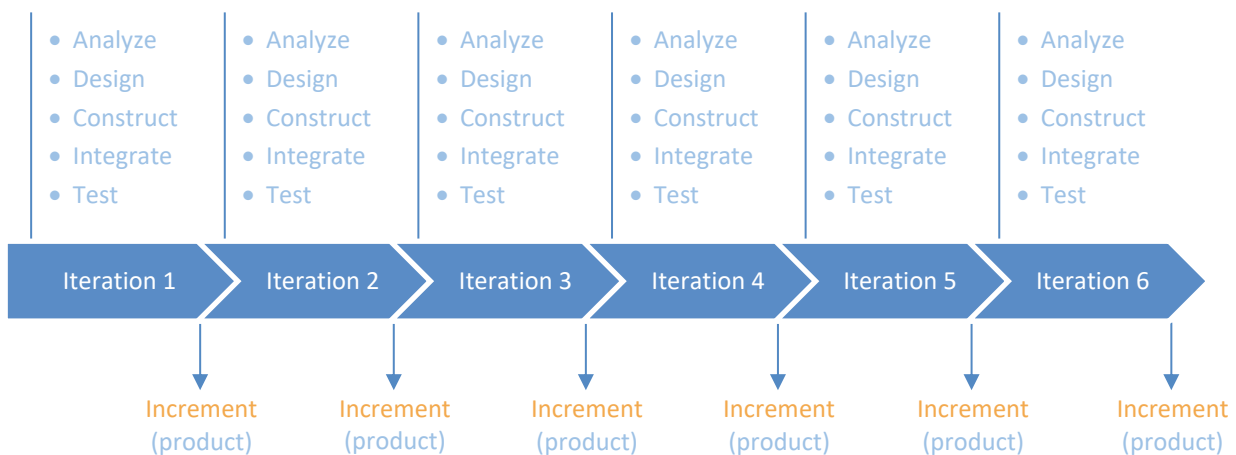 • Analyze
• Design
• Construct
• Integrate
• Test
• Analyze
• Design
• Construct
• Integrate
• Test
• Analyze
• Design
• Construct
• Integrate
• Test
• Analyze
• Design
• Construct
• Integrate
• Test
• Analyze
• Design
• Construct
• Integrate
• Test
• Analyze
• Design
• Construct
• Integrate
• Test
Iteration 1
Iteration 2
Iteration 3
Iteration 4
Iteration 5
Iteration 6
Increment
(product)
Increment
(product)
Increment
(product)
Increment
(product)
Increment
(product)
Increment
(product)